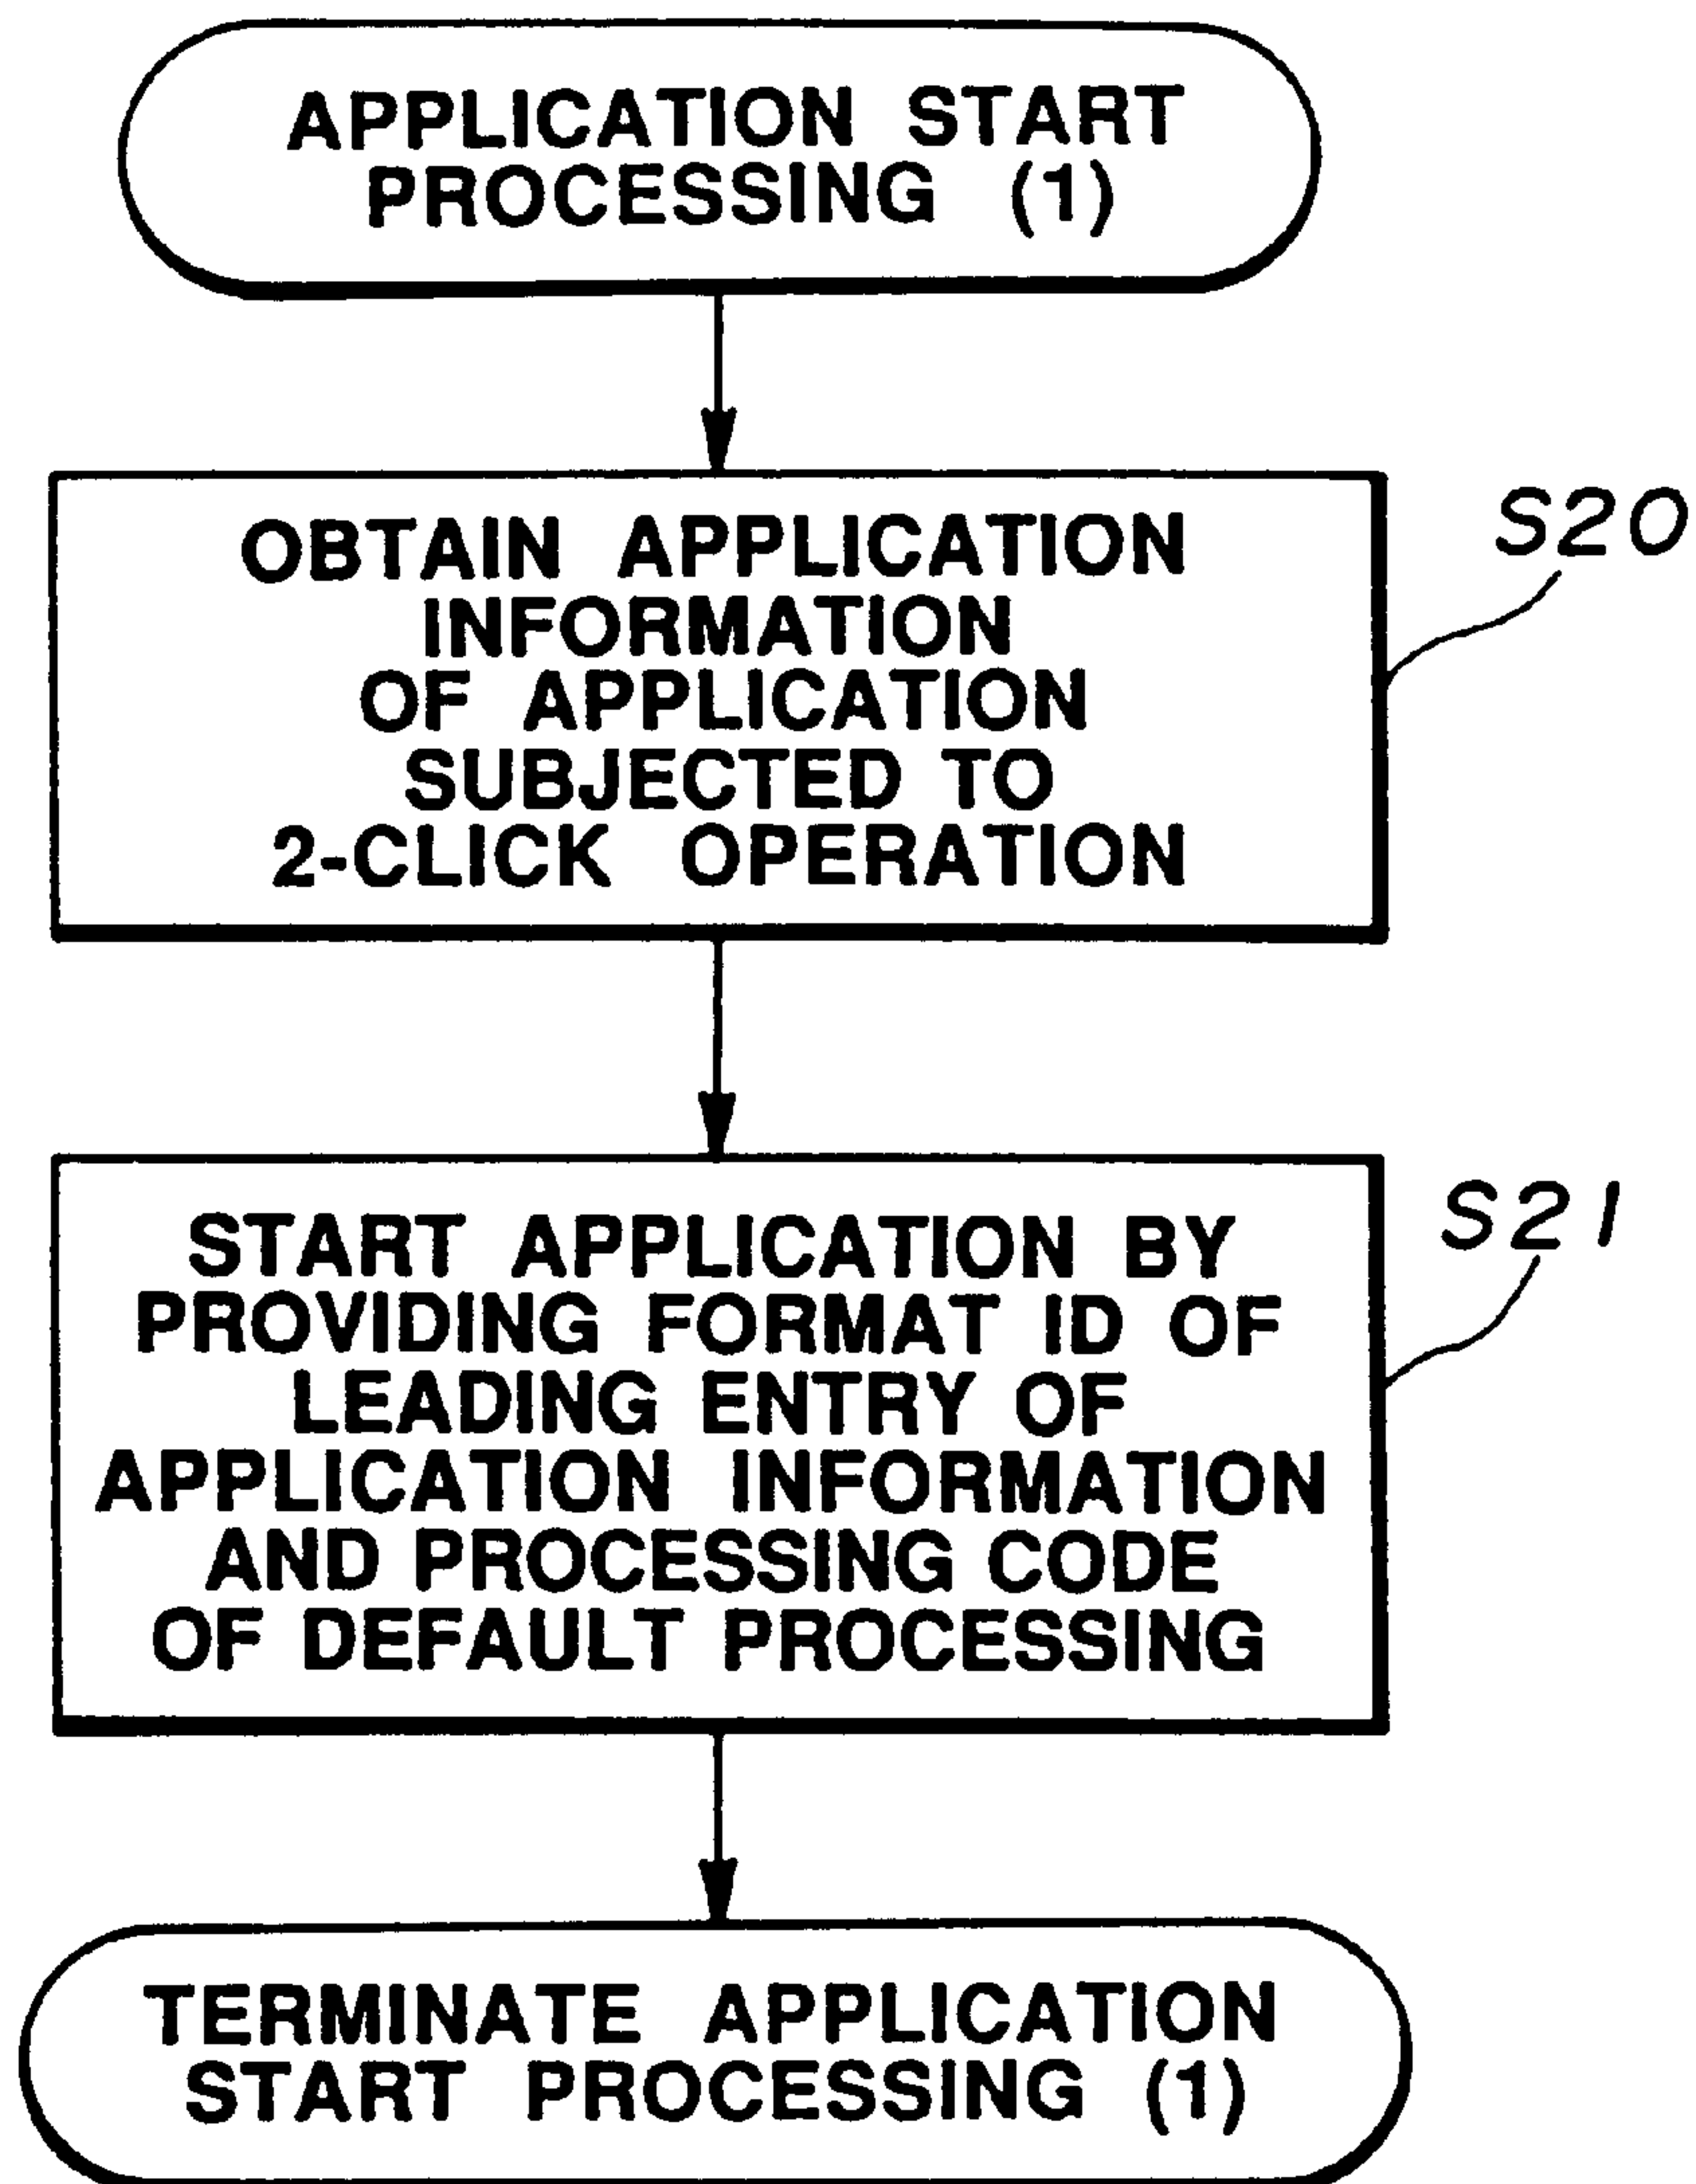 APPLICATION START
PROCESSING (1)
OBTAIN APPLICATION
INFORMATION
OF APPLICATION
SUBJECTED TO
2-CLICK OPERATION
S20
START APPLICATION BY
PROVIDING FORMAT ID OF
LEADING ENTRY OF
APPLICATION INFORMATION
AND PROCESSING CODE
OF DEFAULT PROCESSING
S21
TERMINATE APPLICATION
START PROCESSING (1)